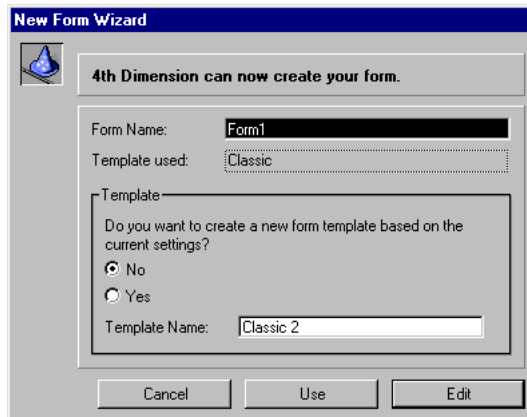 New Form Wizard
4th Dimension can now create your form.
Form Name: Form1
Template used: Classic
Template
Do you want to create a new form template based on the
current settings?
No
Yes
Template Name: Classic 2
Cancel Use Edit